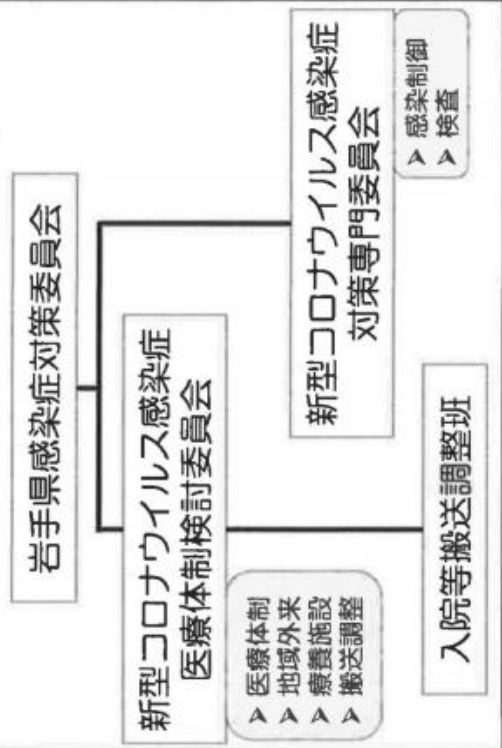 岩手県感染症対策委員会
新型コロナウイルス感染症
医療体制検討委員会
➤ 医療体制
➤ 地域外来
➤ 療養施設
➤ 搬送調整
新型コロナウイルス感染症
対策専門委員会
➤ 感染制御
➤ 検査
入院等搬送調整班